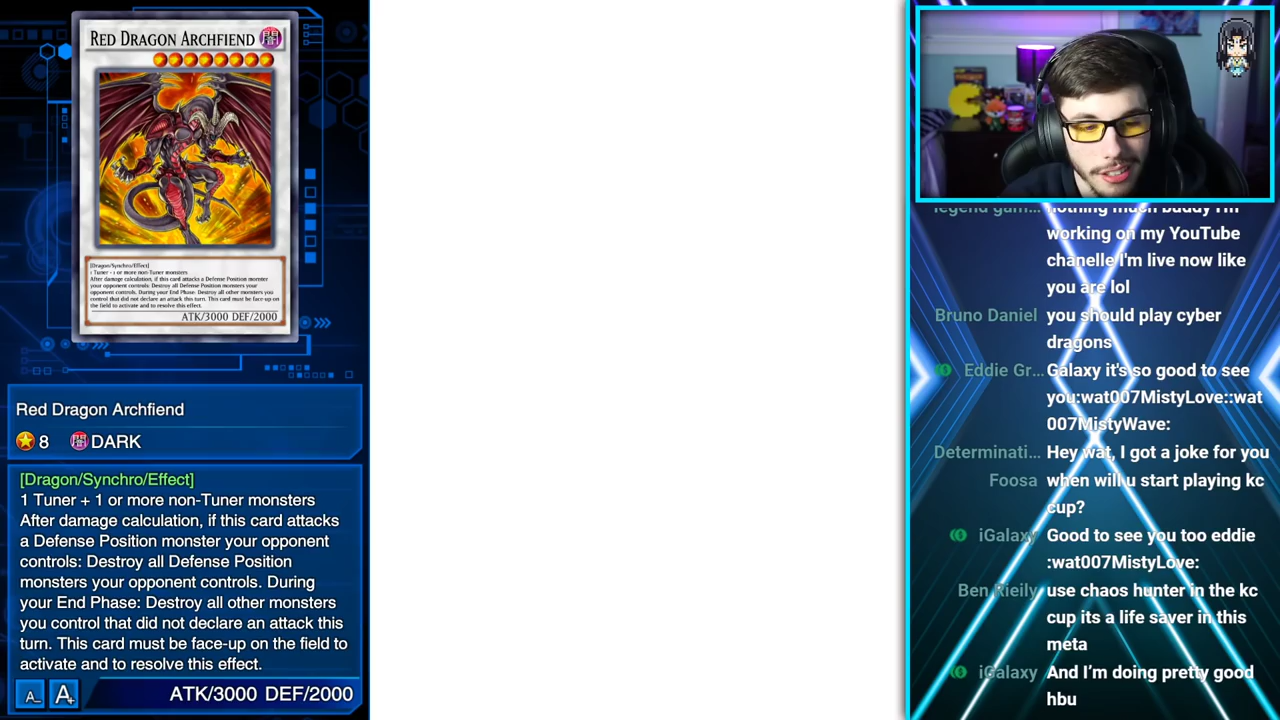 RED DRAGON ARCHFIEND 闇
[Dragon/Synchro/Effect]
1 Tuner + 1 or more non-Tuner monsters
After damage calculation, if this card attacks a Defense Position monster
your opponent controls: Destroy all Defense Position monsters your
opponent controls. During your End Phase: Destroy all other monsters you
control that did not declare an attack this turn. This card must be face-up on
the field to activate and to resolve this effect.
ATK/3000 DEF/2000
Red Dragon Archfiend
8 闇 DARK
[Dragon/Synchro/Effect]
1 Tuner + 1 or more non-Tuner monsters
After damage calculation, if this card attacks
a Defense Position monster your opponent
controls: Destroy all Defense Position
monsters your opponent controls. During
your End Phase: Destroy all other monsters
you control that did not declare an attack this
turn. This card must be face-up on the field to
activate and to resolve this effect.
A- A+ ATK/3000 DEF/2000
legend gam... nothing much buddy I'm
working on my YouTube
chanelle I'm live now like
you are lol
Bruno Daniel you should play cyber
dragons
Eddie Gr... Galaxy it's so good to see
you:wat007MistyLove::wat
007MistyWave:
Determinati... Hey wat, I got a joke for you
Foosa when will u start playing kc
cup?
iGalaxy Good to see you too eddie
:wat007MistyLove:
Ben Rieily use chaos hunter in the kc
cup its a life saver in this
meta
iGalaxy And I’m doing pretty good
hbu